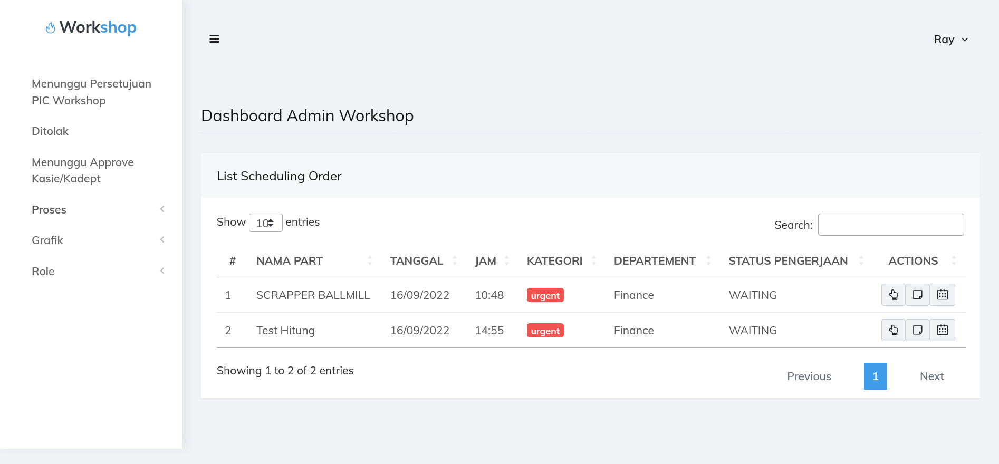 Workshop
Ray
Menunggu Persetujuan
PIC Workshop
Ditolak
Menunggu Approve
Kasie/Kadept
Proses
Grafik
Role
Dashboard Admin Workshop
List Scheduling Order
Show 10 entries
Search:
# NAMA PART TANGGAL JAM KATEGORI DEPARTEMENT STATUS PENGERJAAN ACTIONS
1 SCRAPPER BALLMILL 16/09/2022 10:48 urgent Finance WAITING
2 Test Hitung 16/09/2022 14:55 urgent Finance WAITING
Showing 1 to 2 of 2 entries
Previous 1 Next